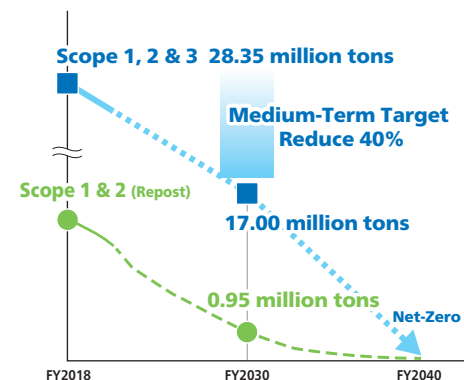 Scope 1, 2 & 3 28.35 million tons
Medium-Term Target
Reduce 40%
Scope 1 & 2 (Repost)
17.00 million tons
0.95 million tons
Net-Zero
FY2018 FY2030 FY2040